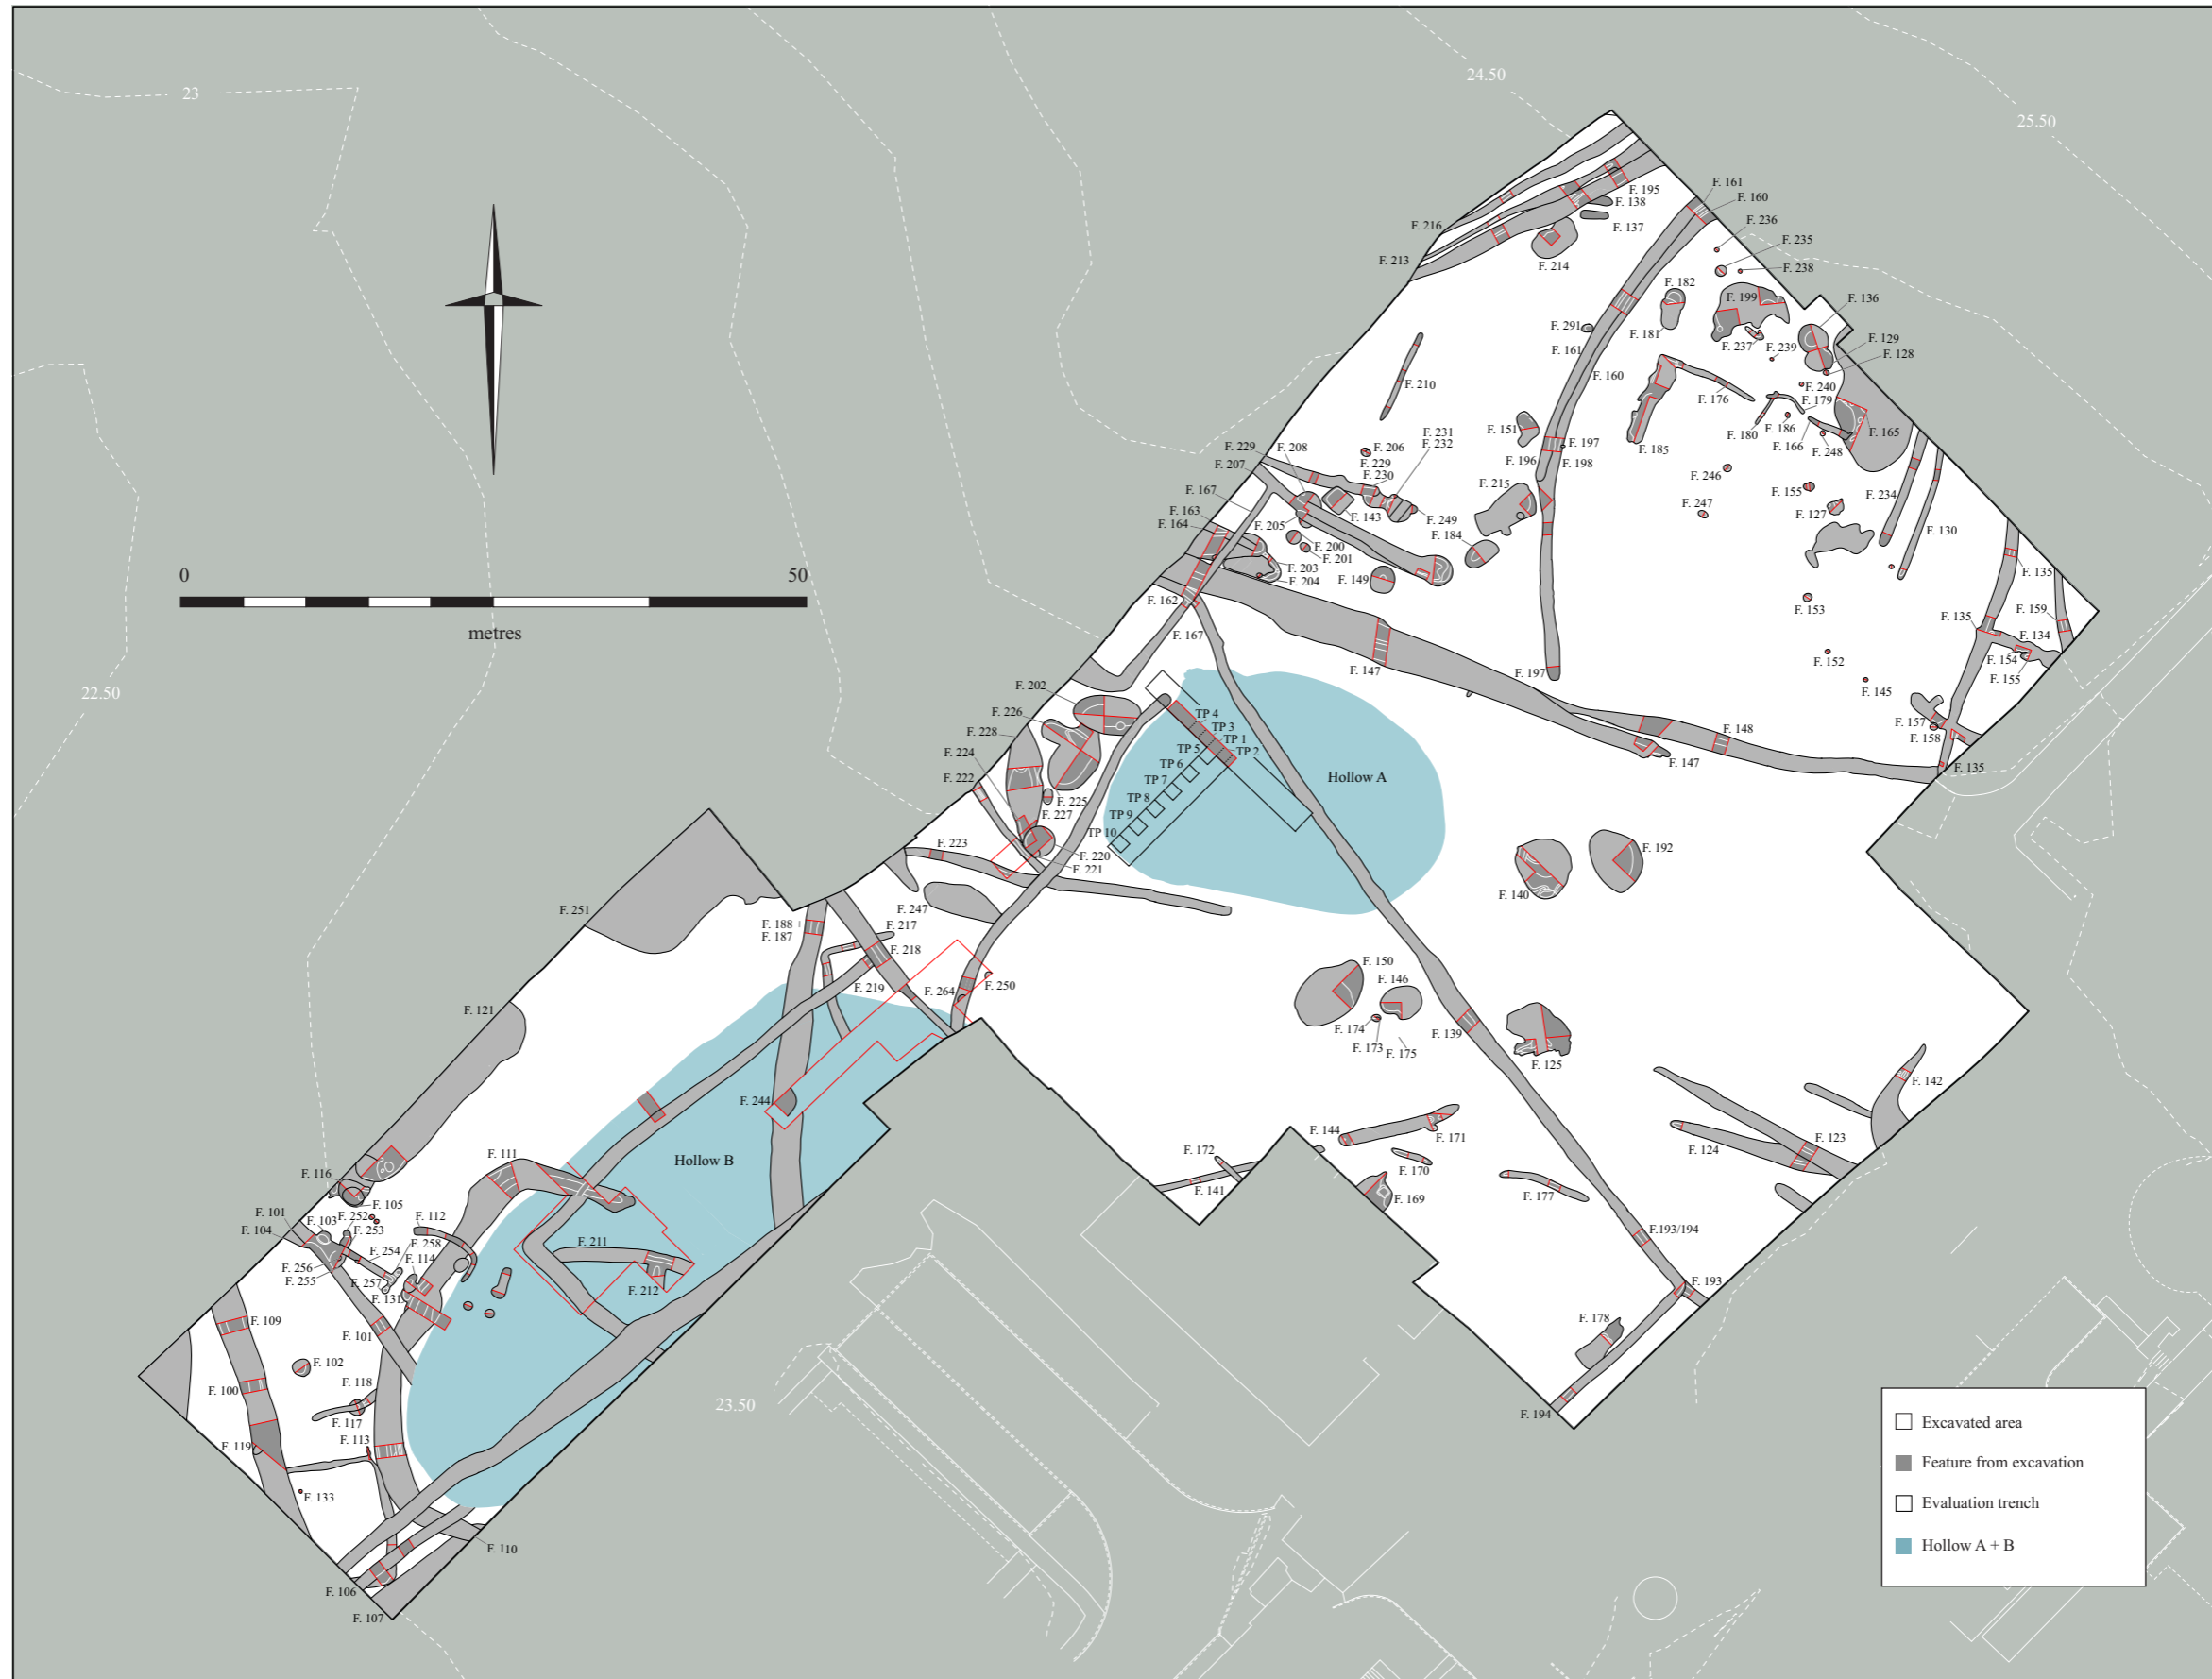 23
24.50
25.50
22.50
23.50
0
50
metres
F. 161
F. 160
F. 236
F. 235
F. 238
F. 195
F. 138
F. 137
F. 216
F. 213
F. 214
F. 182
F. 199
F. 136
F. 291
F. 181
F. 237
F. 239
F. 129
F. 128
F. 161
F. 160
F. 210
F. 176
F. 240
F. 179
F. 180
F. 186
F. 166
F. 248
F. 165
F. 185
F. 151
F. 197
F. 196
F. 198
F. 231
F. 232
F. 206
F. 229
F. 230
F. 229
F. 208
F. 207
F. 167
F. 163
F. 164
F. 205
F. 143
F. 249
F. 200
F. 201
F. 203
F. 204
F. 184
F. 149
F. 215
F. 246
F. 247
F. 155
F. 127
F. 234
F. 130
F. 135
F. 159
F. 135
F. 134
F. 154
F. 155
F. 153
F. 152
F. 145
F. 157
F. 158
F. 135
F. 162
F. 167
F. 147
F. 197
F. 148
F. 147
F. 202
F. 226
F. 228
F. 224
F. 222
F. 225
F. 227
F. 220
F. 221
F. 223
F. 247
TP 4
TP 3
TP 1
TP 2
TP 5
TP 6
TP 7
TP 8
TP 9
TP 10
Hollow A
F. 192
F. 140
F. 251
F. 188 +
F. 187
F. 217
F. 218
F. 219
F. 264
F. 250
F. 150
F. 146
F. 174
F. 173
F. 175
F. 139
F. 125
F. 121
F. 244
Hollow B
F. 142
F. 123
F. 124
F. 144
F. 171
F. 170
F. 172
F. 141
F. 169
F. 177
F. 111
F. 116
F. 105
F. 101
F. 103
F. 252
F. 104
F. 253
F. 112
F. 254
F. 258
F. 114
F. 256
F. 255
F. 257
F. 131
F. 211
F. 212
F. 193/194
F. 193
F. 178
F. 194
F. 109
F. 101
F. 102
F. 100
F. 118
F. 117
F. 113
F. 119
F. 133
F. 110
F. 106
F. 107
Excavated area
Feature from excavation
Evaluation trench
Hollow A + B